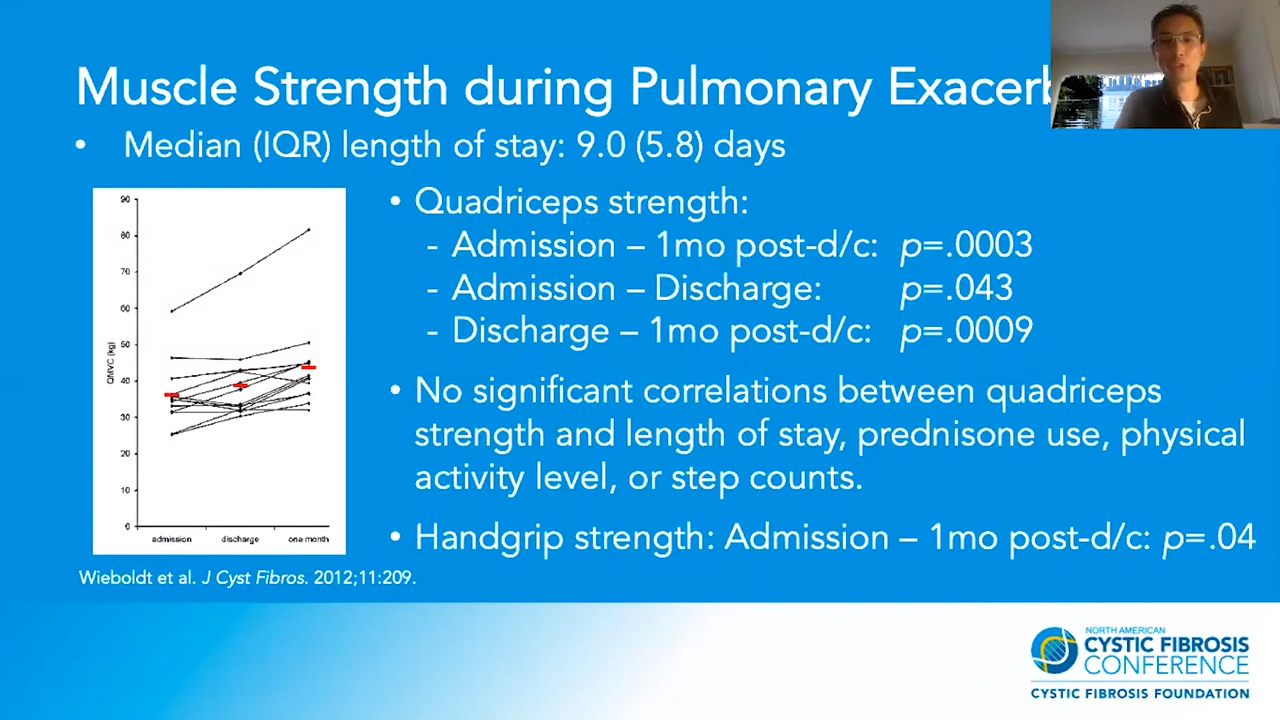 Muscle Strength during Pulmonary Exacerb
• Median (IQR) length of stay: 9.0 (5.8) days
90
80
70
60
50
40
30
20
10
0
QMVC (kg)
admission discharge one month
• Quadriceps strength:
- Admission – 1mo post-d/c: p=.0003
- Admission – Discharge: p=.043
- Discharge – 1mo post-d/c: p=.0009
• No significant correlations between quadriceps
strength and length of stay, prednisone use, physical
activity level, or step counts.
• Handgrip strength: Admission – 1mo post-d/c: p=.04
Wieboldt et al. J Cyst Fibros. 2012;11:209.
NORTH AMERICAN
CYSTIC FIBROSIS
CONFERENCE
CYSTIC FIBROSIS FOUNDATION